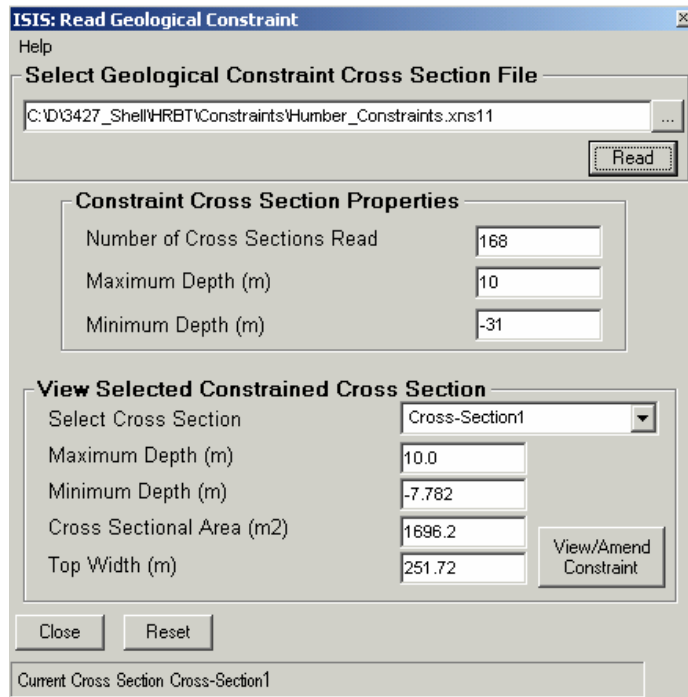 ISIS: Read Geological Constraint
Help
Select Geological Constraint Cross Section File
C:\D\3427_Shell\HRBT\Constraints\Humber_Constraints.xns11
...
Read
Constraint Cross Section Properties
Number of Cross Sections Read 168
Maximum Depth (m) 10
Minimum Depth (m) -31
View Selected Constrained Cross Section
Select Cross Section Cross-Section1
Maximum Depth (m) 10.0
Minimum Depth (m) -7.782
Cross Sectional Area (m2) 1696.2
Top Width (m) 251.72
View/Amend
Constraint
Close Reset
Current Cross Section Cross-Section1